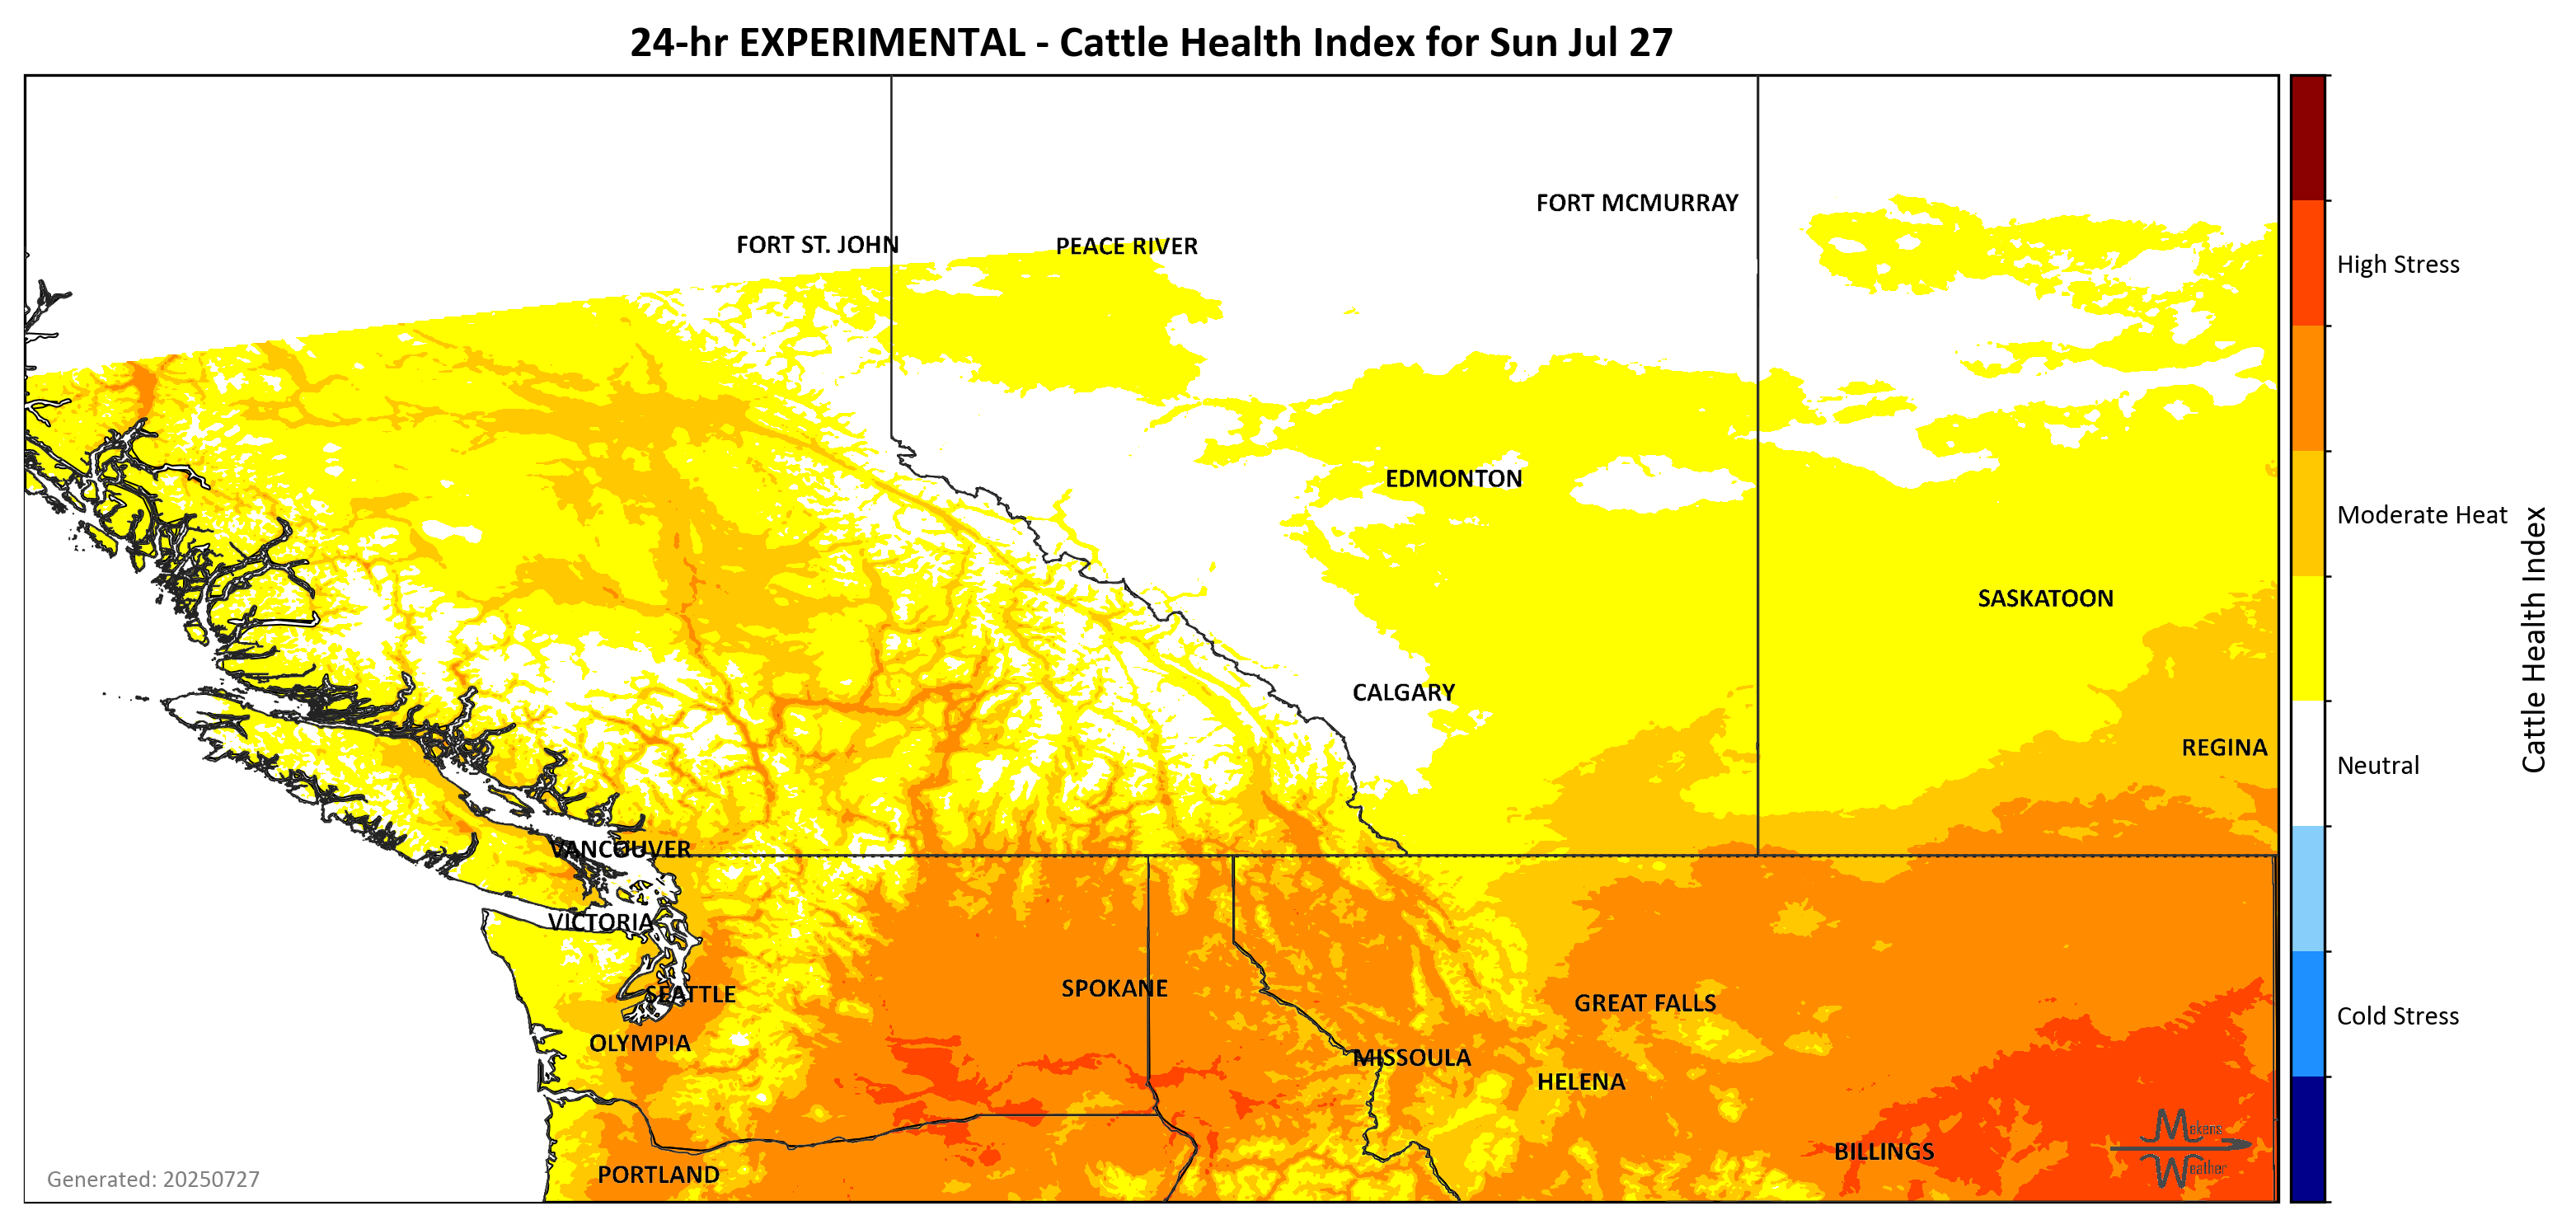 24-hr EXPERIMENTAL - Cattle Health Index for Sun Jul 27
FORT MCMURRAY
FORT ST. JOHN
PEACE RIVER
High Stress
EDMONTON
Moderate Heat
SASKATOON
Cattle Health Index
CALGARY
REGINA
Neutral
VANCOUVER
VICTORIA
SPOKANE
SEATTLE
GREAT FALLS
Cold Stress
OLYMPIA
MISSOULA
HELENA
Makens
Weather
BILLINGS
PORTLAND
Generated: 20250727